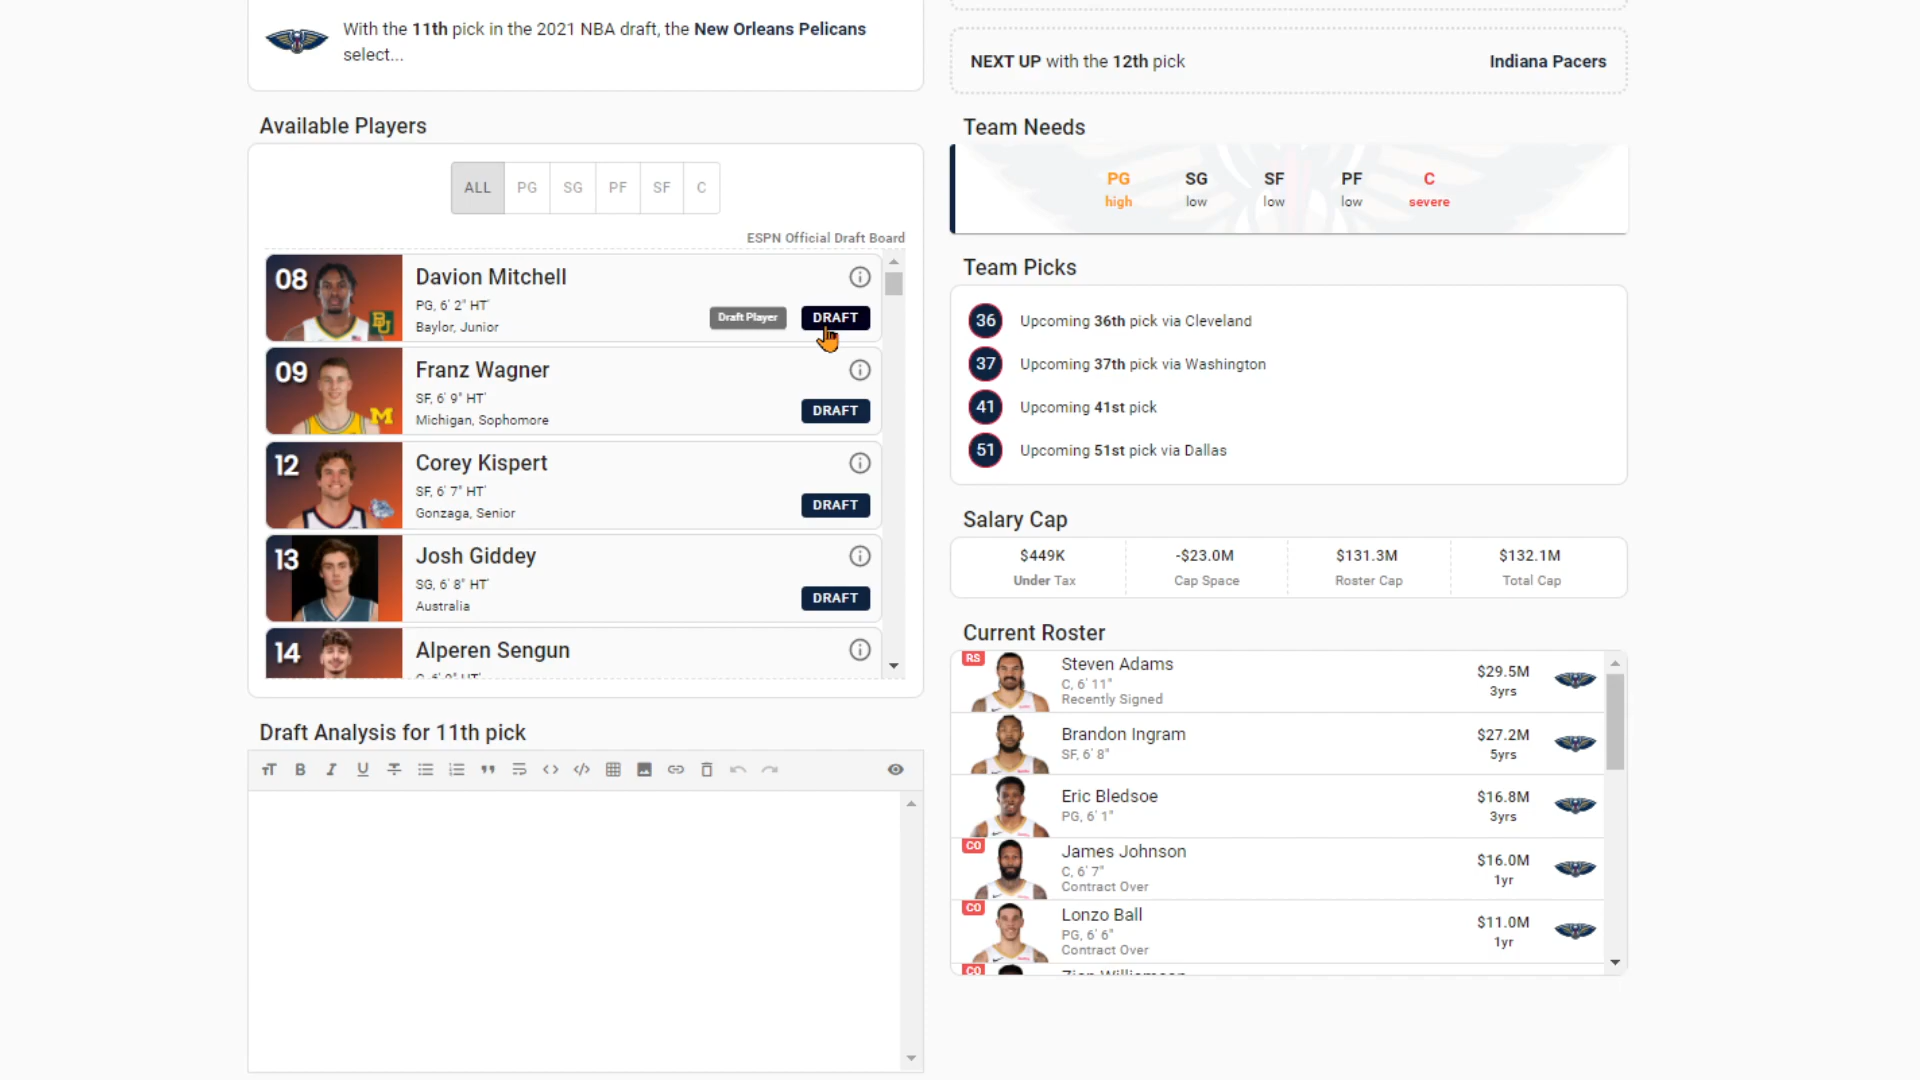 With the 11th pick in the 2021 NBA draft, the New Orleans Pelicans
select...
NEXT UP with the 12th pick
Indiana Pacers
Available Players
ALL PG SG PF SF C
ESPN Official Draft Board
08
Davion Mitchell
PG, 6' 2" HT'
Baylor, Junior
Draft Player
DRAFT
09
Franz Wagner
SF, 6' 9" HT'
Michigan, Sophomore
DRAFT
12
Corey Kispert
SF, 6' 7" HT'
Gonzaga, Senior
DRAFT
13
Josh Giddey
SG, 6' 8" HT'
Australia
DRAFT
14
Alperen Sengun
Draft Analysis for 11th pick
Team Needs
PG SG SF PF C
high low low low severe
Team Picks
36 Upcoming 36th pick via Cleveland
37 Upcoming 37th pick via Washington
41 Upcoming 41st pick
51 Upcoming 51st pick via Dallas
Salary Cap
$449K -$23.0M $131.3M $132.1M
Under Tax Cap Space Roster Cap Total Cap
Current Roster
RS
Steven Adams
C, 6' 11"
Recently Signed
$29.5M
3yrs
Brandon Ingram
SF, 6' 8"
$27.2M
5yrs
Eric Bledsoe
PG, 6' 1"
$16.8M
3yrs
CO
James Johnson
C, 6' 7"
Contract Over
$16.0M
1yr
CO
Lonzo Ball
PG, 6' 6"
Contract Over
$11.0M
1yr
CO